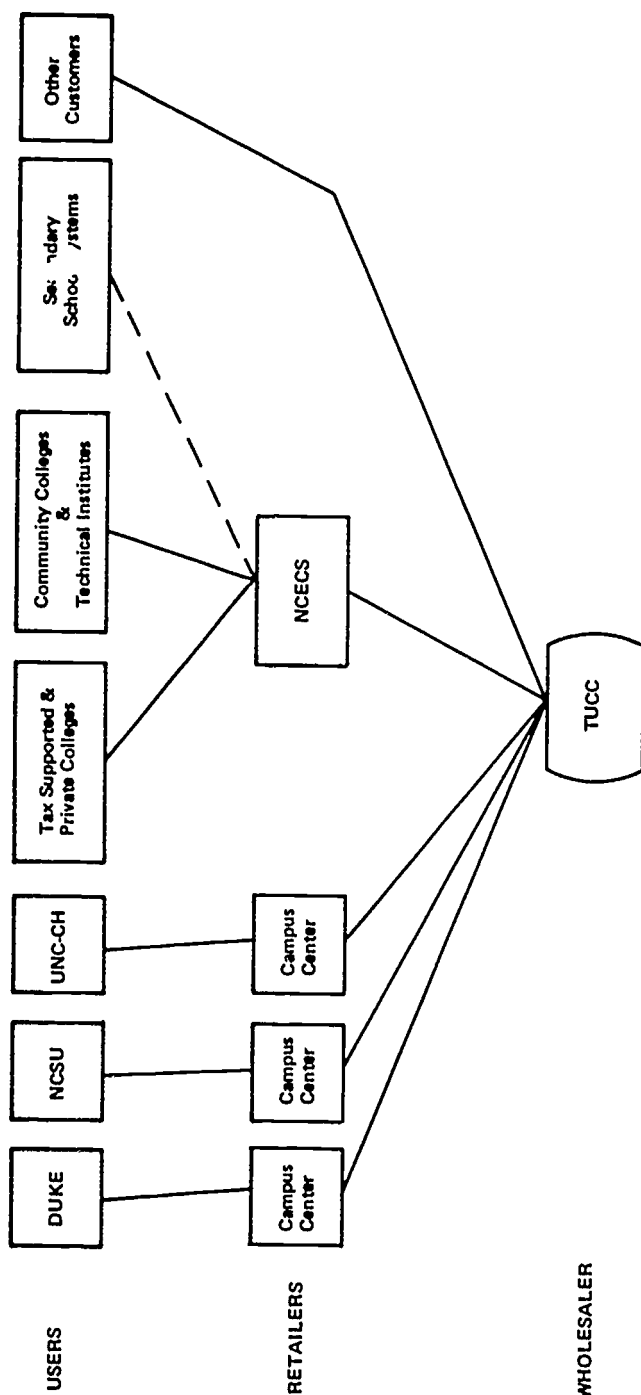 USERS
DUKE
NCSU
UNC-CH
Tax Supported &
Private Colleges
Community Colleges
&
Technical Institutes
Other
Customers
RETAILERS
Campus
Center
Campus
Center
Campus
Center
NCECS
WHOLESALER
TUCC